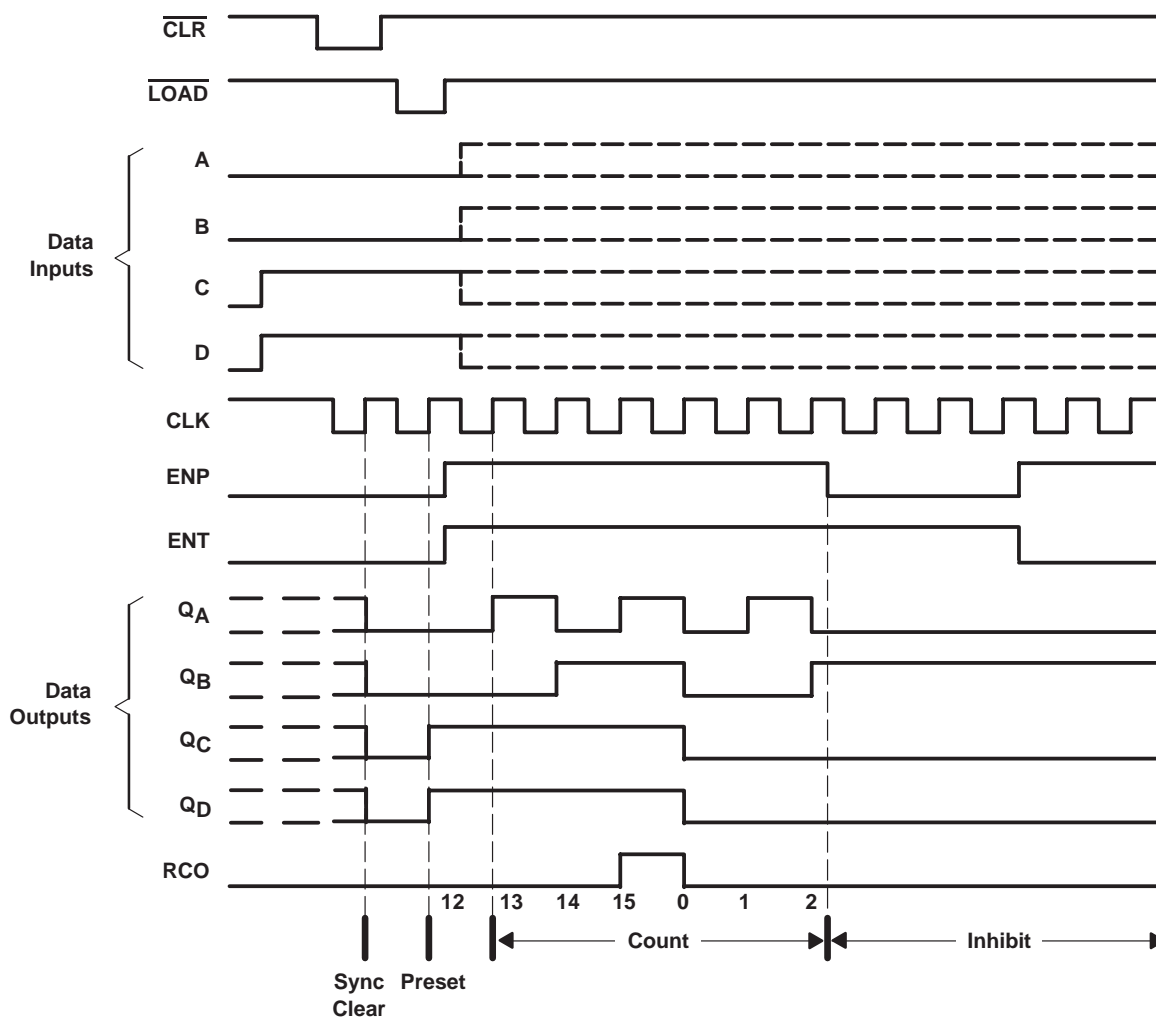 CLR
LOAD
A
B
Data
Inputs
C
D
CLK
ENP
ENT
QA
QB
Data
Outputs
QC
QD
RCO
12 13 14 15 0 1 2
Count Inhibit
Sync Preset
Clear